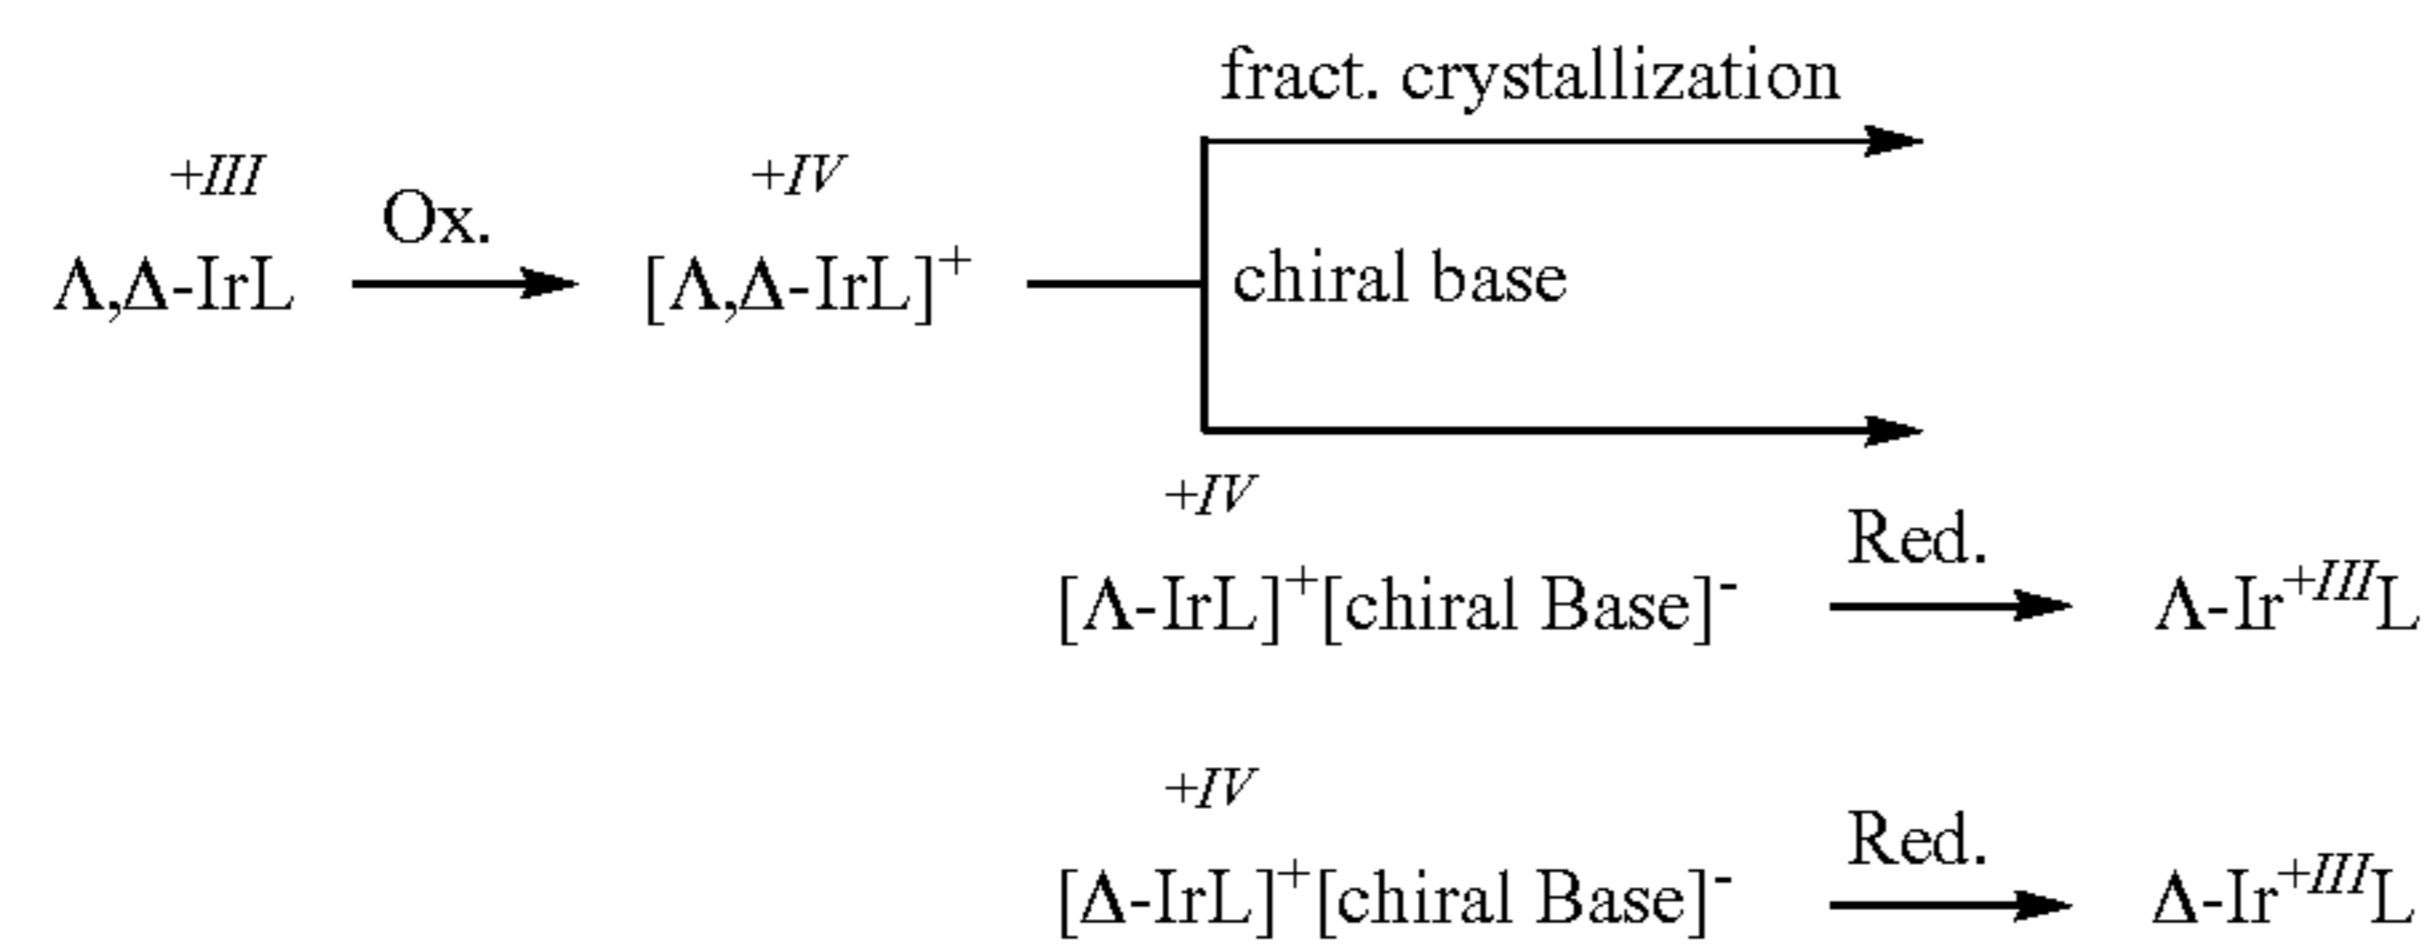 fract. crystallization
+III
+IV
Ox.
Λ,Δ-IrL
[Λ,Δ-IrL]⁺
chiral base
+IV
Red.
[Λ-IrL]⁺[chiral Base]⁻
Λ-Ir⁺ᴵᴵᴵL
+IV
Red.
[Δ-IrL]⁺[chiral Base]⁻
Δ-Ir⁺ᴵᴵᴵL